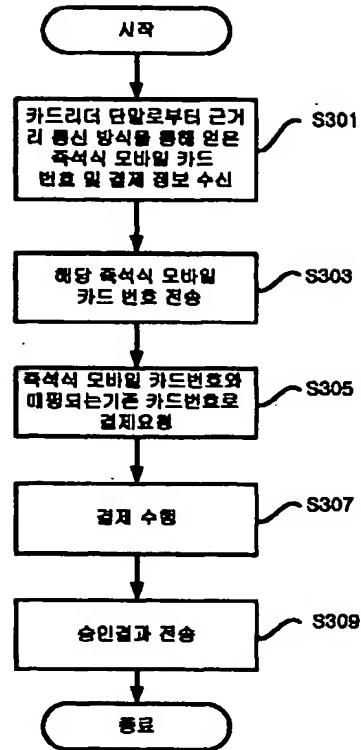 시작
카드리더 단말로부터 근거
리 통신 방식을 통해 얻은
즉석식 모바일 카드
번호 및 결제 정보 수신
S301
해당 즉석식 모바일
카드 번호 전송
S303
즉석식 모바일 카드번호와
매핑되는기존 카드번호로
결제요청
S305
결제 수행
S307
승인결과 전송
S309
종료